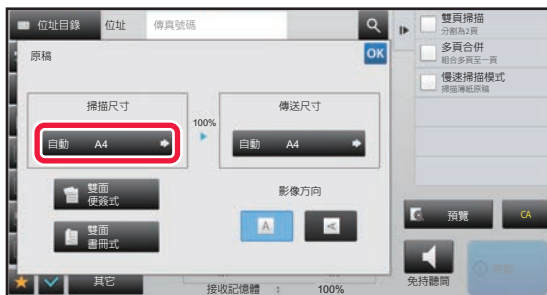 位址目錄
位址
傳真號碼
原稿
OK
掃描尺寸
100%
傳送尺寸
自動 A4
自動 A4
雙面
便簽式
雙面
書冊式
影像方向
A
A
其它
接收記憶體 : 100%
雙頁掃描
分割為2頁
多頁合併
組合多頁至一頁
慢速掃描模式
掃描薄紙原稿
預覽
CA
免持聽筒